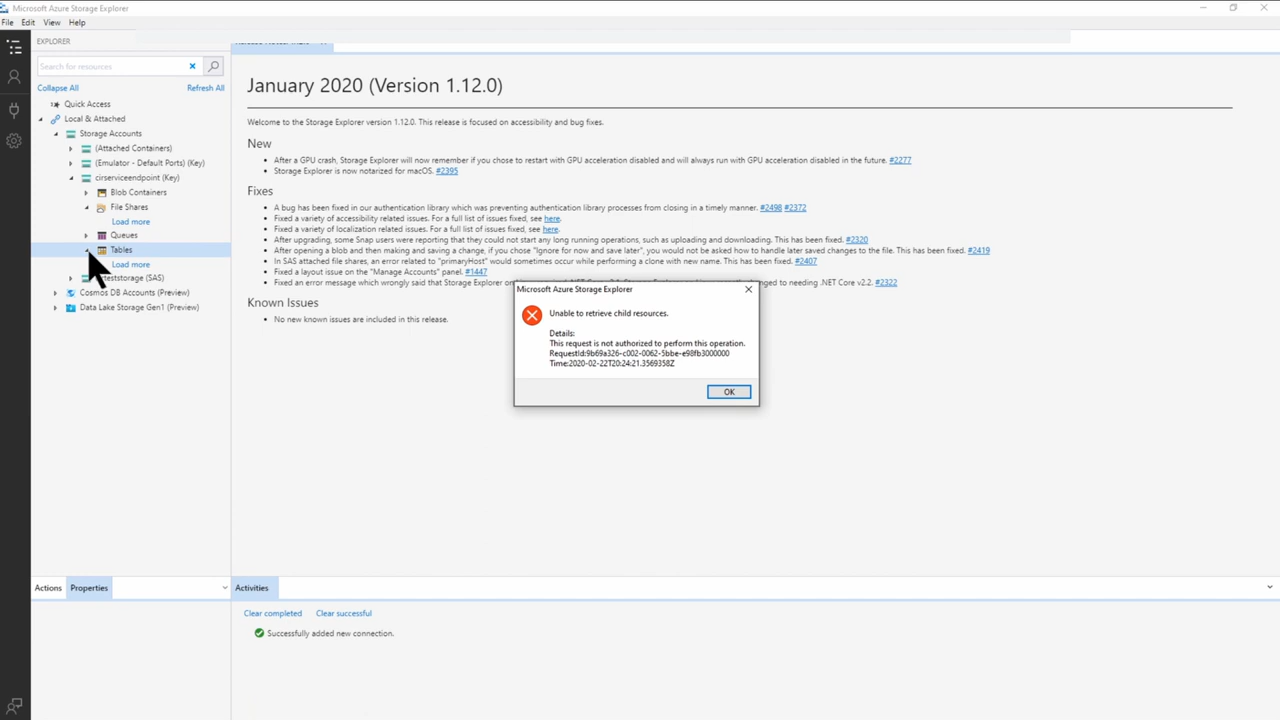 Microsoft Azure Storage Explorer
File Edit View Help
EXPLORER
Search for resources
Collapse All Refresh All
Quick Access
Local & Attached
Storage Accounts
(Attached Containers)
(Emulator - Default Ports) (Key)
cirserviceendpoint (Key)
Blob Containers
File Shares
Load more
Queues
Tables
Load more
teststorage (SAS)
Cosmos DB Accounts (Preview)
Data Lake Storage Gen1 (Preview)
Actions Properties
January 2020 (Version 1.12.0)
Welcome to the Storage Explorer version 1.12.0. This release is focused on accessibility and bug fixes.
New
• After a GPU crash, Storage Explorer will now remember if you chose to restart with GPU acceleration disabled and will always run with GPU acceleration disabled in the future. #2277
• Storage Explorer is now notarized for macOS. #2395
Fixes
• A bug has been fixed in our authentication library which was preventing authentication library processes from closing in a timely manner. #2498 #2372
• Fixed a variety of accessibility related issues. For a full list of issues fixed, see here.
• Fixed a variety of localization related issues. For a full list of issues fixed, see here.
• After upgrading, some Snap users were reporting that they could not start any long running operations, such as uploading and downloading. This has been fixed. #2320
• After opening a blob and then making and saving a change, if you chose "Ignore for now and save later", you would not be asked how to handle later saved changes to the file. This has been fixed. #2419
• In SAS attached file shares, an error related to "primaryHost" would sometimes occur while performing a clone with new name. This has been fixed. #2407
• Fixed a layout issue on the "Manage Accounts" panel. #1447
• Fixed an error message which wrongly said that Storage Explorer on to needing .NET Core v2.2. #2322
Known Issues
• No new known issues are included in this release.
Microsoft Azure Storage Explorer
Unable to retrieve child resources.
Details:
This request is not authorized to perform this operation.
RequestId:9b69a326-c002-0062-5bbe-e98fb3000000
Time:2020-02-22T20:24:21.3569358Z
OK
Activities
Clear completed Clear successful
Successfully added new connection.